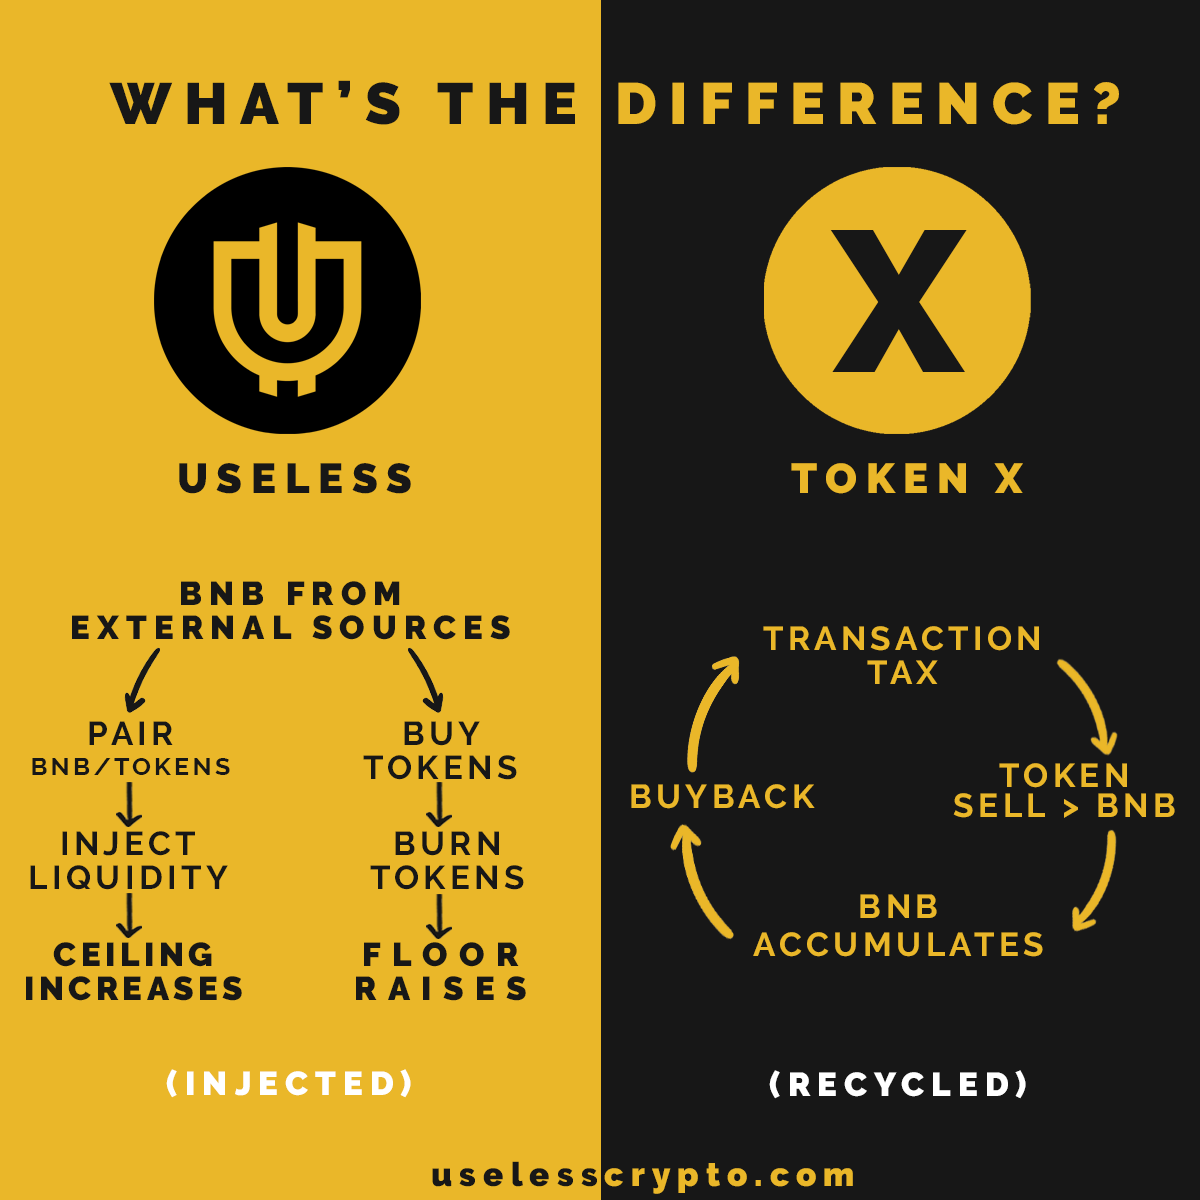 WHAT'S THE DIFFERENCE?
USELESS
BNB FROM
EXTERNAL SOURCES
PAIR
BNB/TOKENS
INJECT
LIQUIDITY
CEILING
INCREASES
BUY
TOKENS
BURN
TOKENS
FLOOR
RAISES
(INJECTED)
X
TOKEN X
TRANSACTION
TAX
TOKEN
SELL > BNB
BNB
ACCUMULATES
BUYBACK
(RECYCLED)
uselesscrypto.com